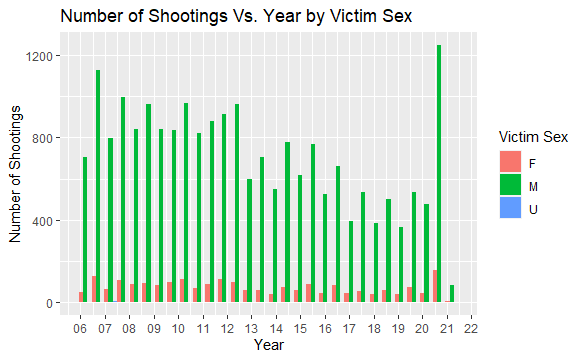 Number of Shootings Vs. Year by Victim Sex
1200
800
400
0
Number of Shootings
06 07 08 09 10 11 12 13 14 15 16 17 18 19 20 21 22
Year
Victim Sex
F
M
U